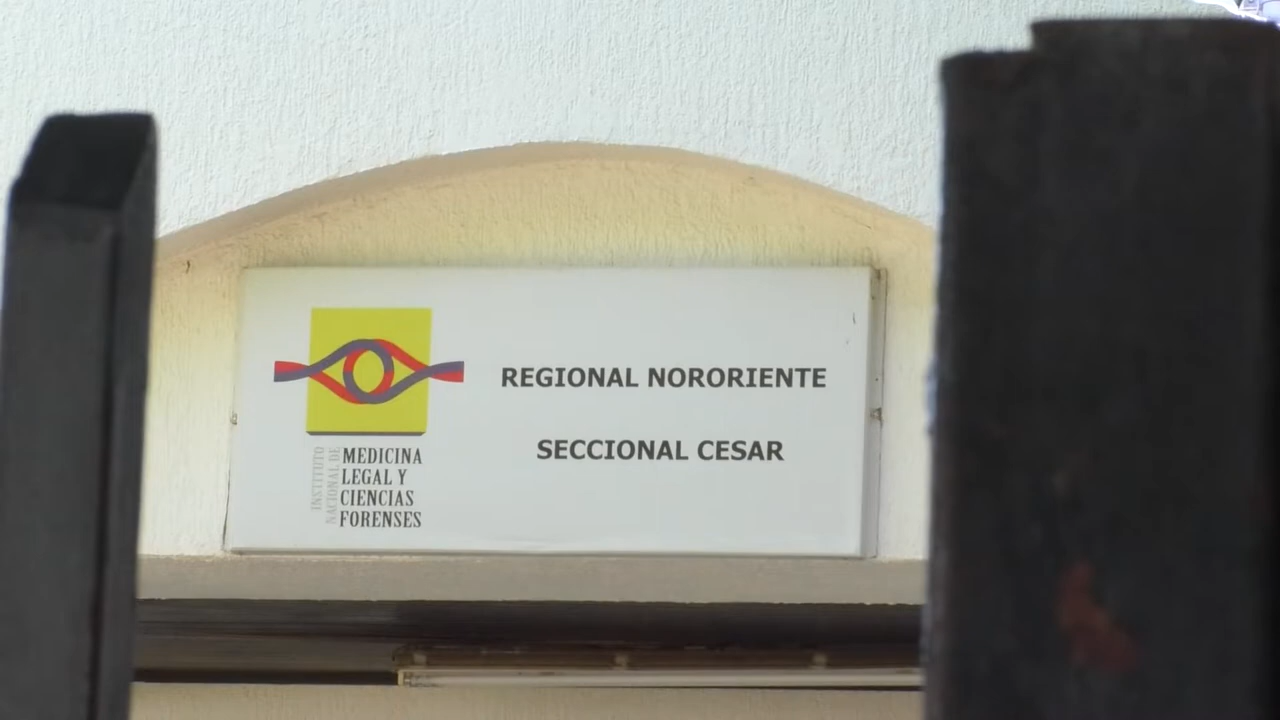 REGIONAL NORORIENTE
SECCIONAL CESAR
INSTITUTO
NACIONAL DE
MEDICINA
LEGAL Y
CIENCIAS
FORENSES